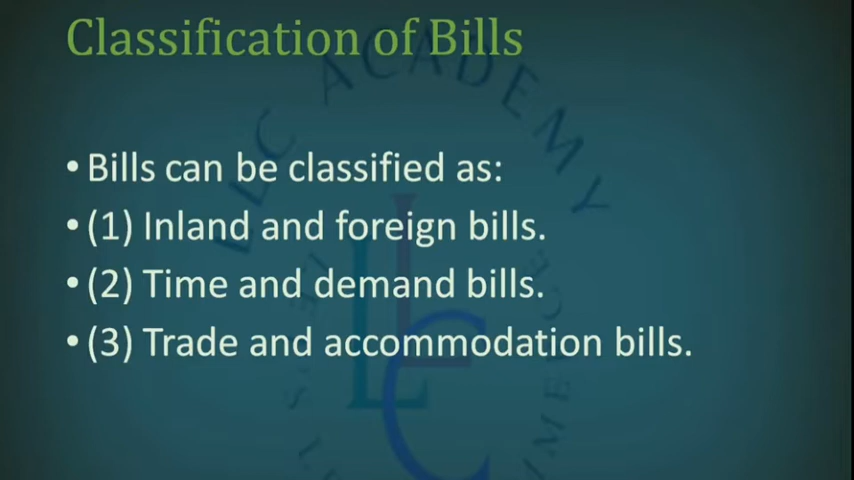 Classification of Bills
• Bills can be classified as:
• (1) Inland and foreign bills.
• (2) Time and demand bills.
• (3) Trade and accommodation bills.
ELC ACADEMY